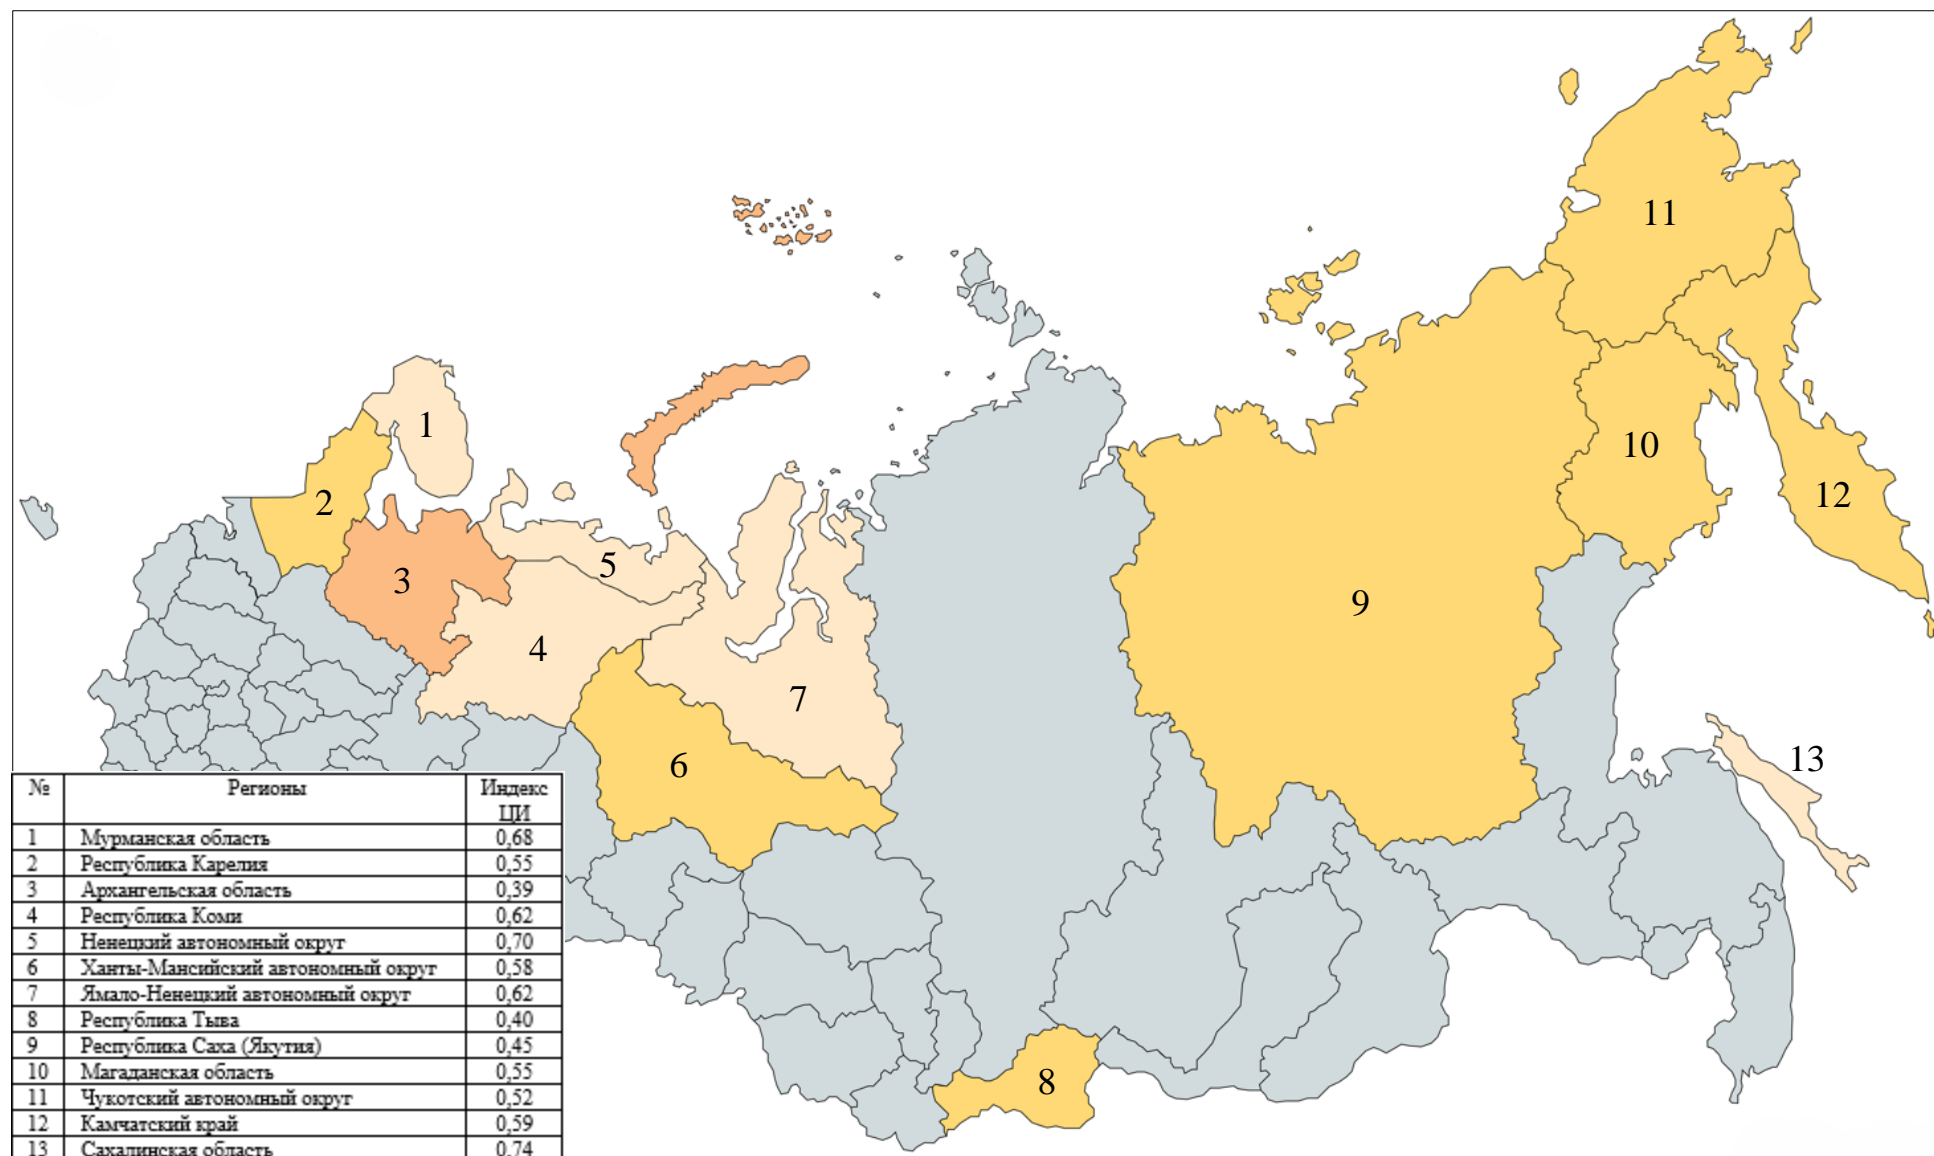 11
1
10
2
12
5
3
9
4
7
13
6
8
№ Регионы Индекс
ЦИ
1 Мурманская область 0,68
2 Республика Карелия 0,55
3 Архангельская область 0,39
4 Республика Коми 0,62
5 Ненецкий автономный округ 0,70
6 Ханты-Мансийский автономный округ 0,58
7 Ямало-Ненецкий автономный округ 0,62
8 Республика Тыва 0,40
9 Республика Саха (Якутия) 0,45
10 Магаданская область 0,55
11 Чукотский автономный округ 0,52
12 Камчатский край 0,59
13 Сахалинская область 0,74